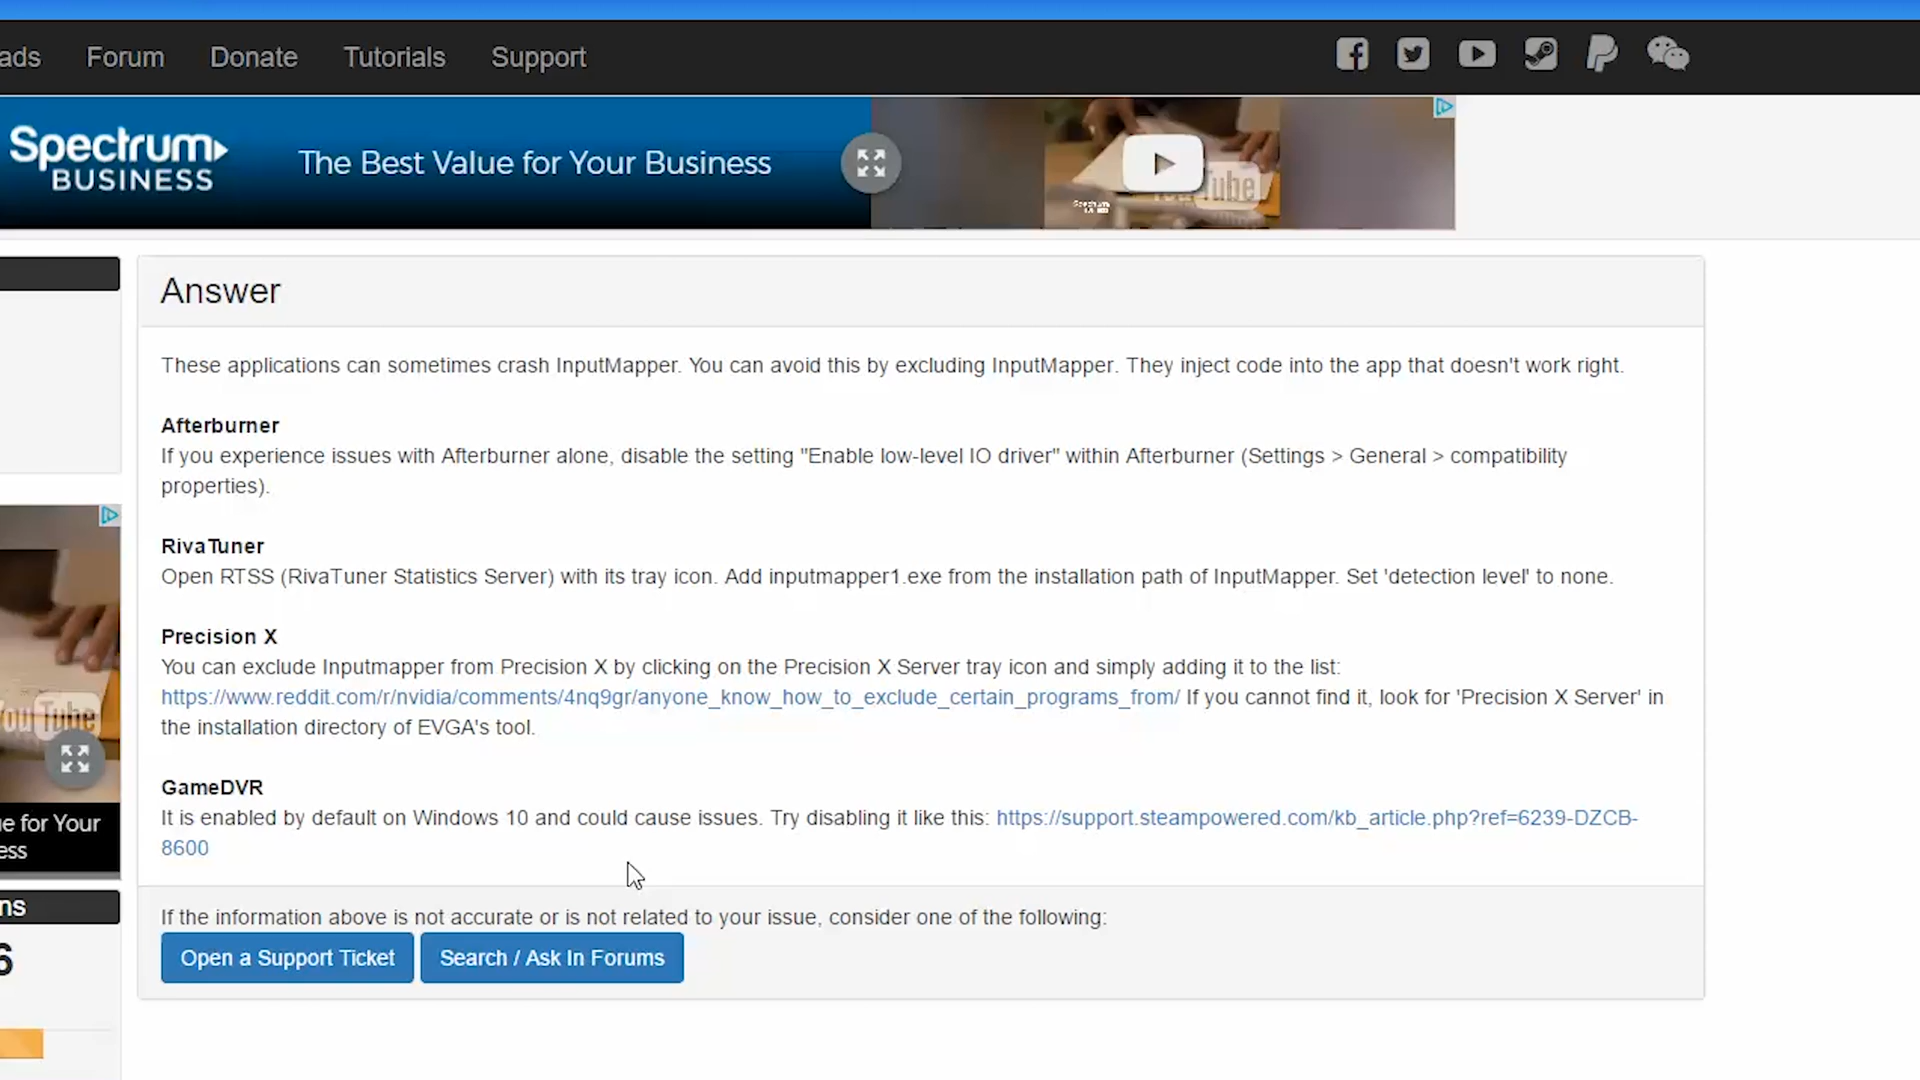 ads Forum Donate Tutorials Support
Spectrum
BUSINESS
The Best Value for Your Business
Answer
These applications can sometimes crash InputMapper. You can avoid this by excluding InputMapper. They inject code into the app that doesn't work right.
Afterburner
If you experience issues with Afterburner alone, disable the setting "Enable low-level IO driver" within Afterburner (Settings > General > compatibility
properties).
RivaTuner
Open RTSS (RivaTuner Statistics Server) with its tray icon. Add inputmapper1.exe from the installation path of InputMapper. Set 'detection level' to none.
Precision X
You can exclude Inputmapper from Precision X by clicking on the Precision X Server tray icon and simply adding it to the list:
https://www.reddit.com/r/nvidia/comments/4nq9gr/anyone_know_how_to_exclude_certain_programs_from/ If you cannot find it, look for 'Precision X Server' in
the installation directory of EVGA's tool.
GameDVR
It is enabled by default on Windows 10 and could cause issues. Try disabling it like this: https://support.steampowered.com/kb_article.php?ref=6239-DZCB-
8600
If the information above is not accurate or is not related to your issue, consider one of the following:
Open a Support Ticket Search / Ask In Forums
ou Tube
e for Your
ess
ns
6